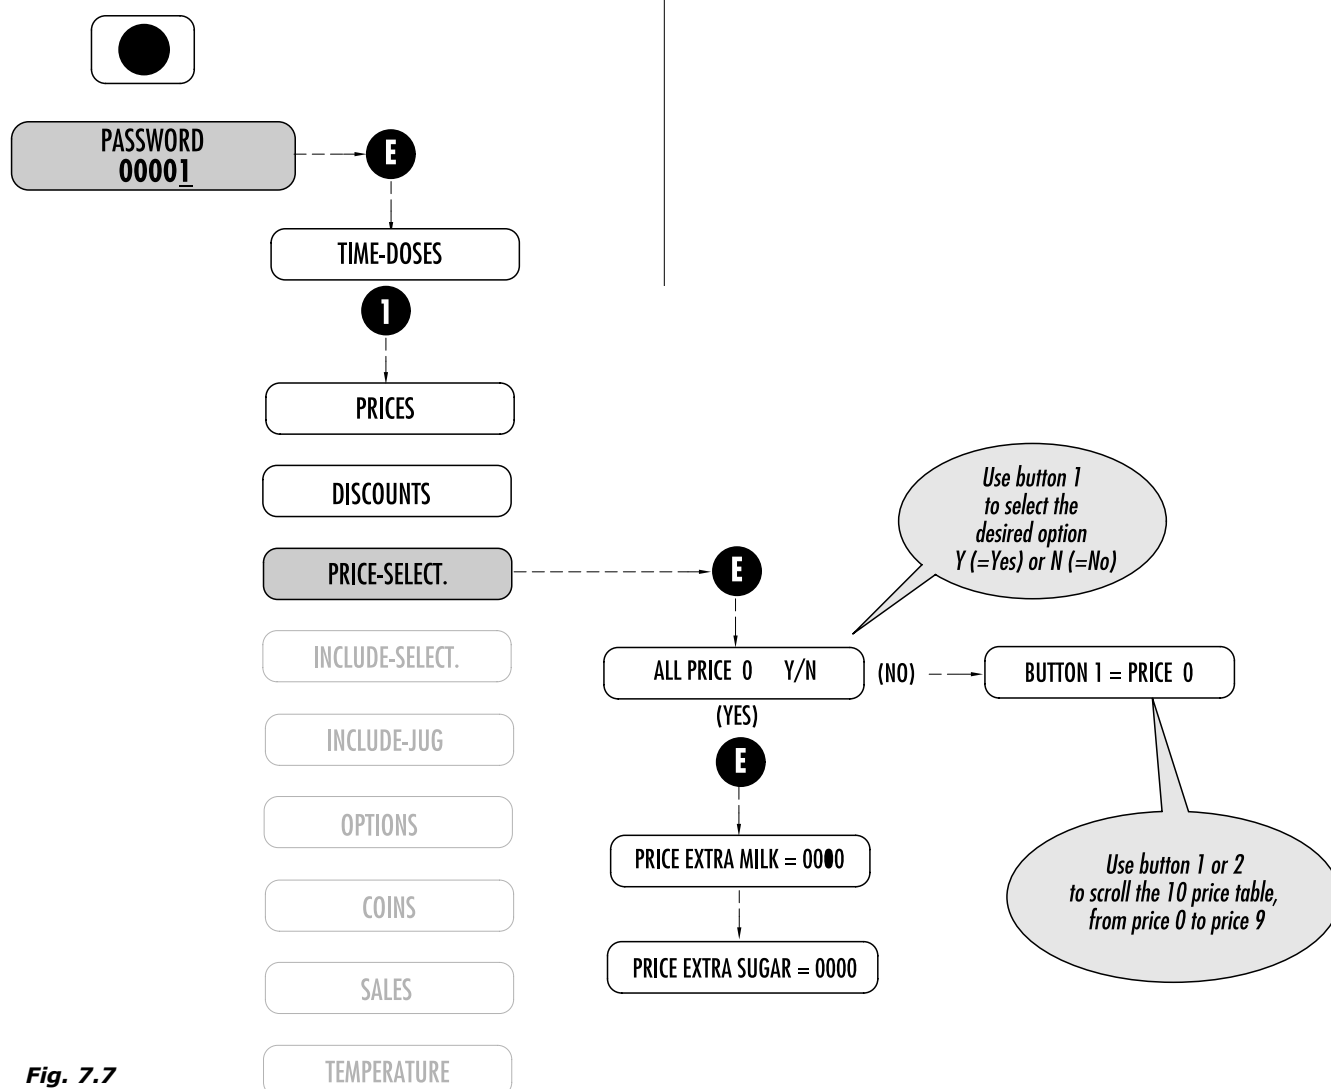 PASSWORD
00001
E
TIME-DOSES
1
PRICES
DISCOUNTS
PRICE-SELECT.
E
Use button 1
to select the
desired option
Y (=Yes) or N (=No)
INCLUDE-SELECT.
ALL PRICE 0 Y/N
(NO)
BUTTON 1 = PRICE 0
(YES)
E
INCLUDE-JUG
OPTIONS
PRICE EXTRA MILK = 0000
Use button 1 or 2
to scroll the 10 price table,
from price 0 to price 9
COINS
PRICE EXTRA SUGAR = 0000
SALES
TEMPERATURE
Fig. 7.7